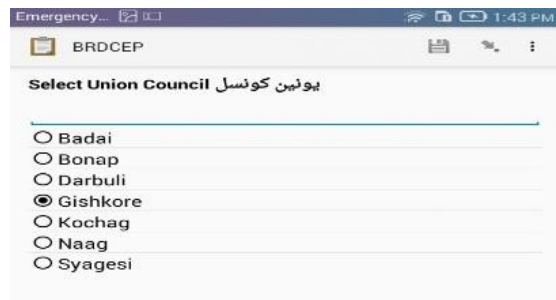 Emergency... 1:43 PM
BRDCEP
Select Union Council یونین کونسل
Badai
Bonap
Darbuli
Gishkore
Kochag
Naag
Syagesi